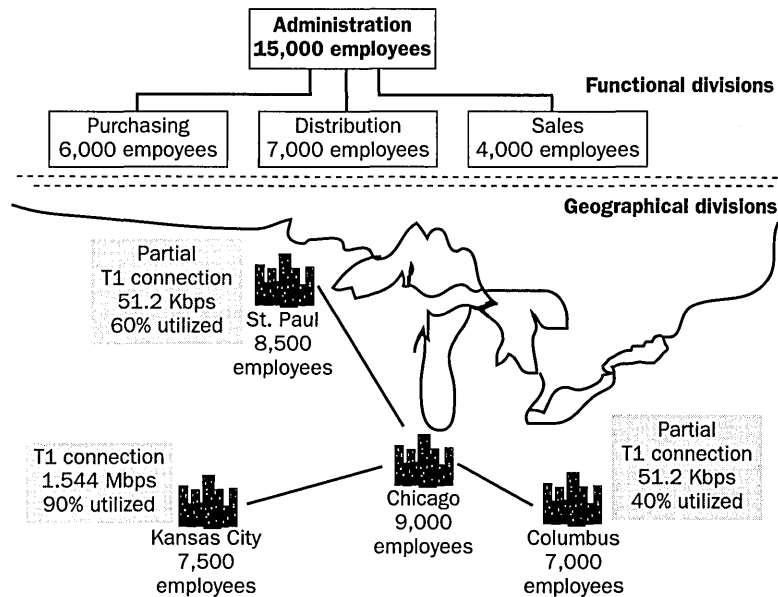 Administration
15,000 employees
Functional divisions
Purchasing
6,000 empoyees
Distribution
7,000 employees
Sales
4,000 employees
Geographical divisions
Partial
T1 connection
51.2 Kbps
60% utilized
St. Paul
8,500
employees
T1 connection
1.544 Mbps
90% utilized
Kansas City
7,500
employees
Chicago
9,000
employees
Partial
T1 connection
51.2 Kbps
40% utilized
Columbus
7,000
employees